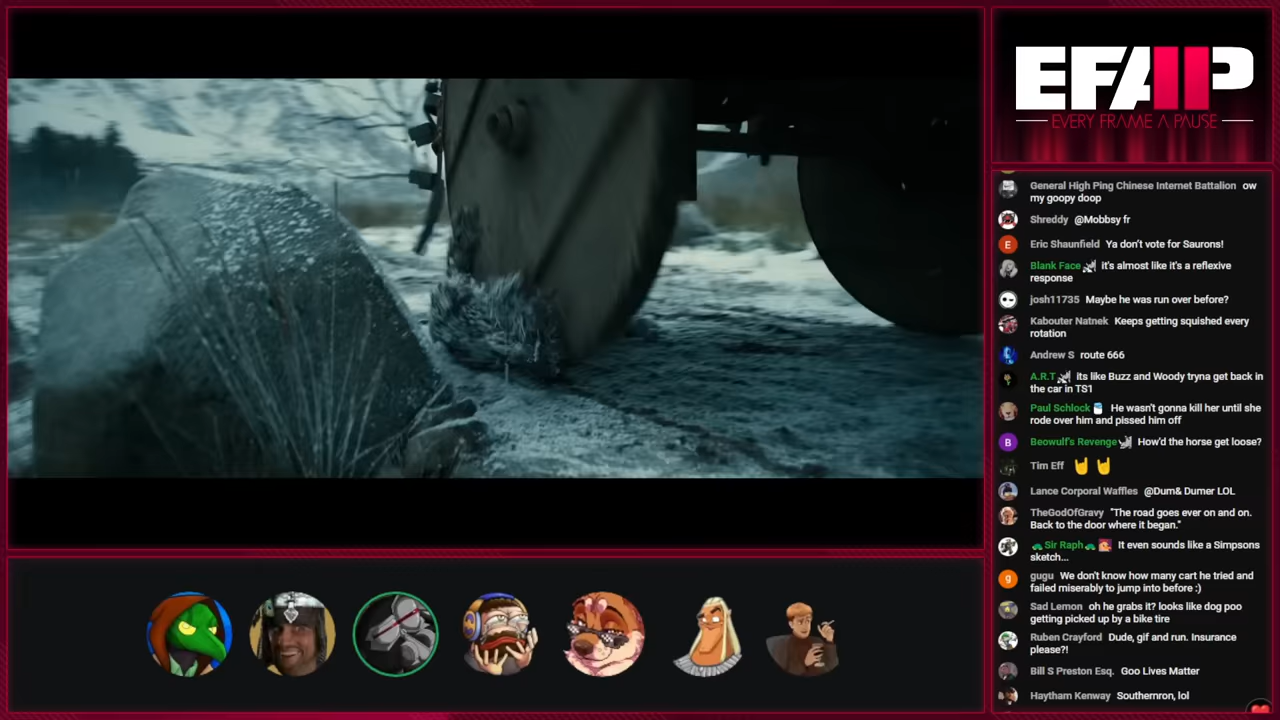 EFAP
EVERY FRAME A PAUSE
General High Ping Chinese Internet Battalion ow
my goopy doop
Shreddy @Mobbsy fr
E Eric Shaunfield Ya don't vote for Saurons!
Blank Face it's almost like it's a reflexive
response
josh11735 Maybe he was run over before?
Kabouter Natnek Keeps getting squished every
rotation
Andrew S route 666
A.R.T its like Buzz and Woody tryna get back in
the car in TS1
Paul Schlock He wasn't gonna kill her until she
rode over him and pissed him off
B Beowulf's Revenge How'd the horse get loose?
Tim Eff 🤘 🤘
Lance Corporal Waffles @Dum& Dumer LOL
TheGodOfGravy "The road goes ever on and on.
Back to the door where it began."
Sir Raph It even sounds like a Simpsons
sketch...
g gugu We don't know how many cart he tried and
failed miserably to jump into before :)
Sad Lemon oh he grabs it? looks like dog poo
getting picked up by a bike tire
Ruben Crayford Dude, gif and run. Insurance
please?!
Bill S Preston Esq. Goo Lives Matter
Haytham Kenway Southernron, lol